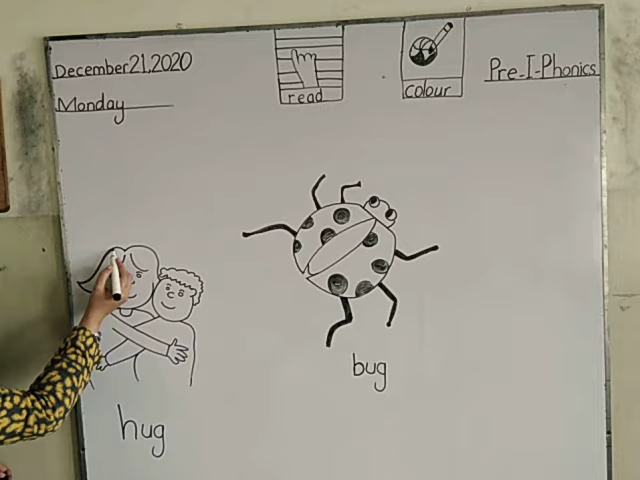 December21,2020
Monday
read
colour
Pre-I-Phonics
bug
hug